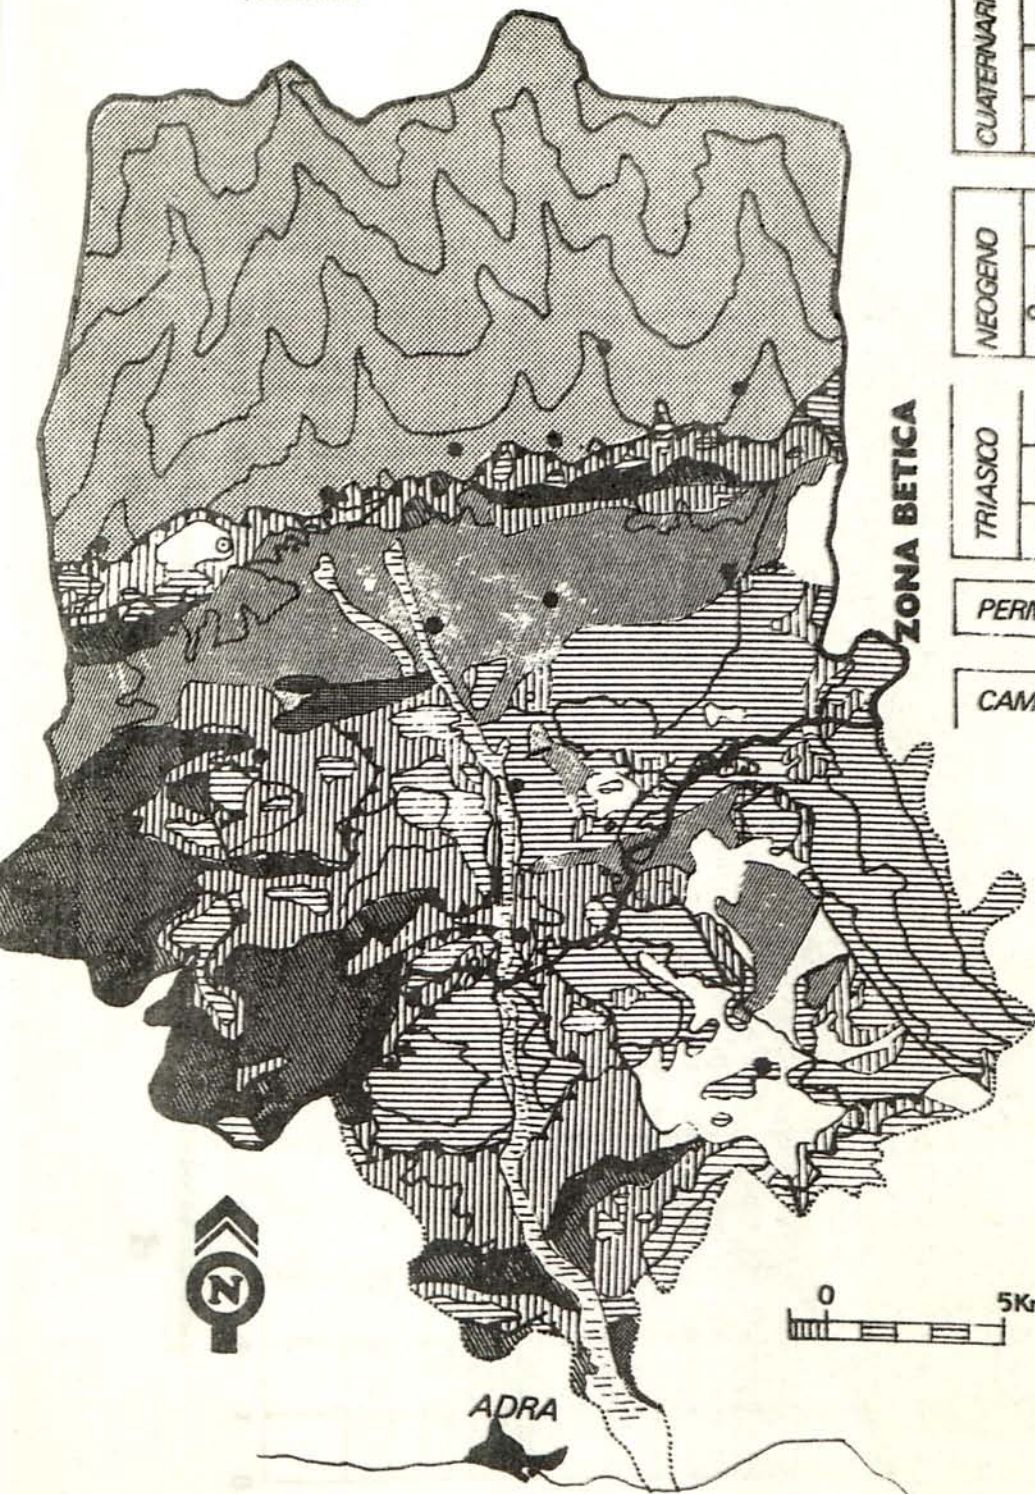 CUATERNARI
NEOGENO
TRIASICO
PERM
CAM
ZONA BETICA
N
0 5Km
ADRA